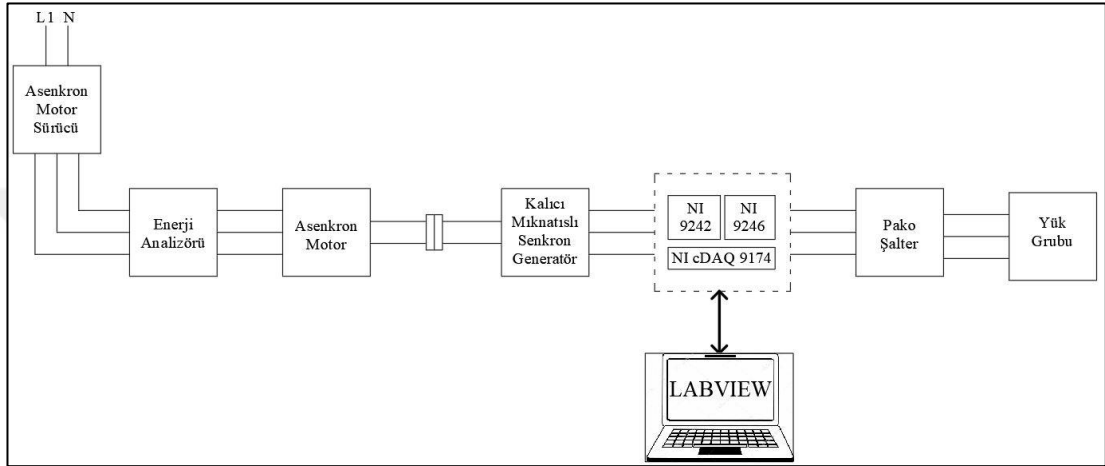 L1 N
Asenkron
Motor
Sürücü
Enerji
Analizörü
Asenkron
Motor
Kalıcı
Mıknatıslı
Senkron
Generatör
NI
9242
NI
9246
NI cDAQ 9174
Pako
Şalter
Yük
Grubu
LABVIEW